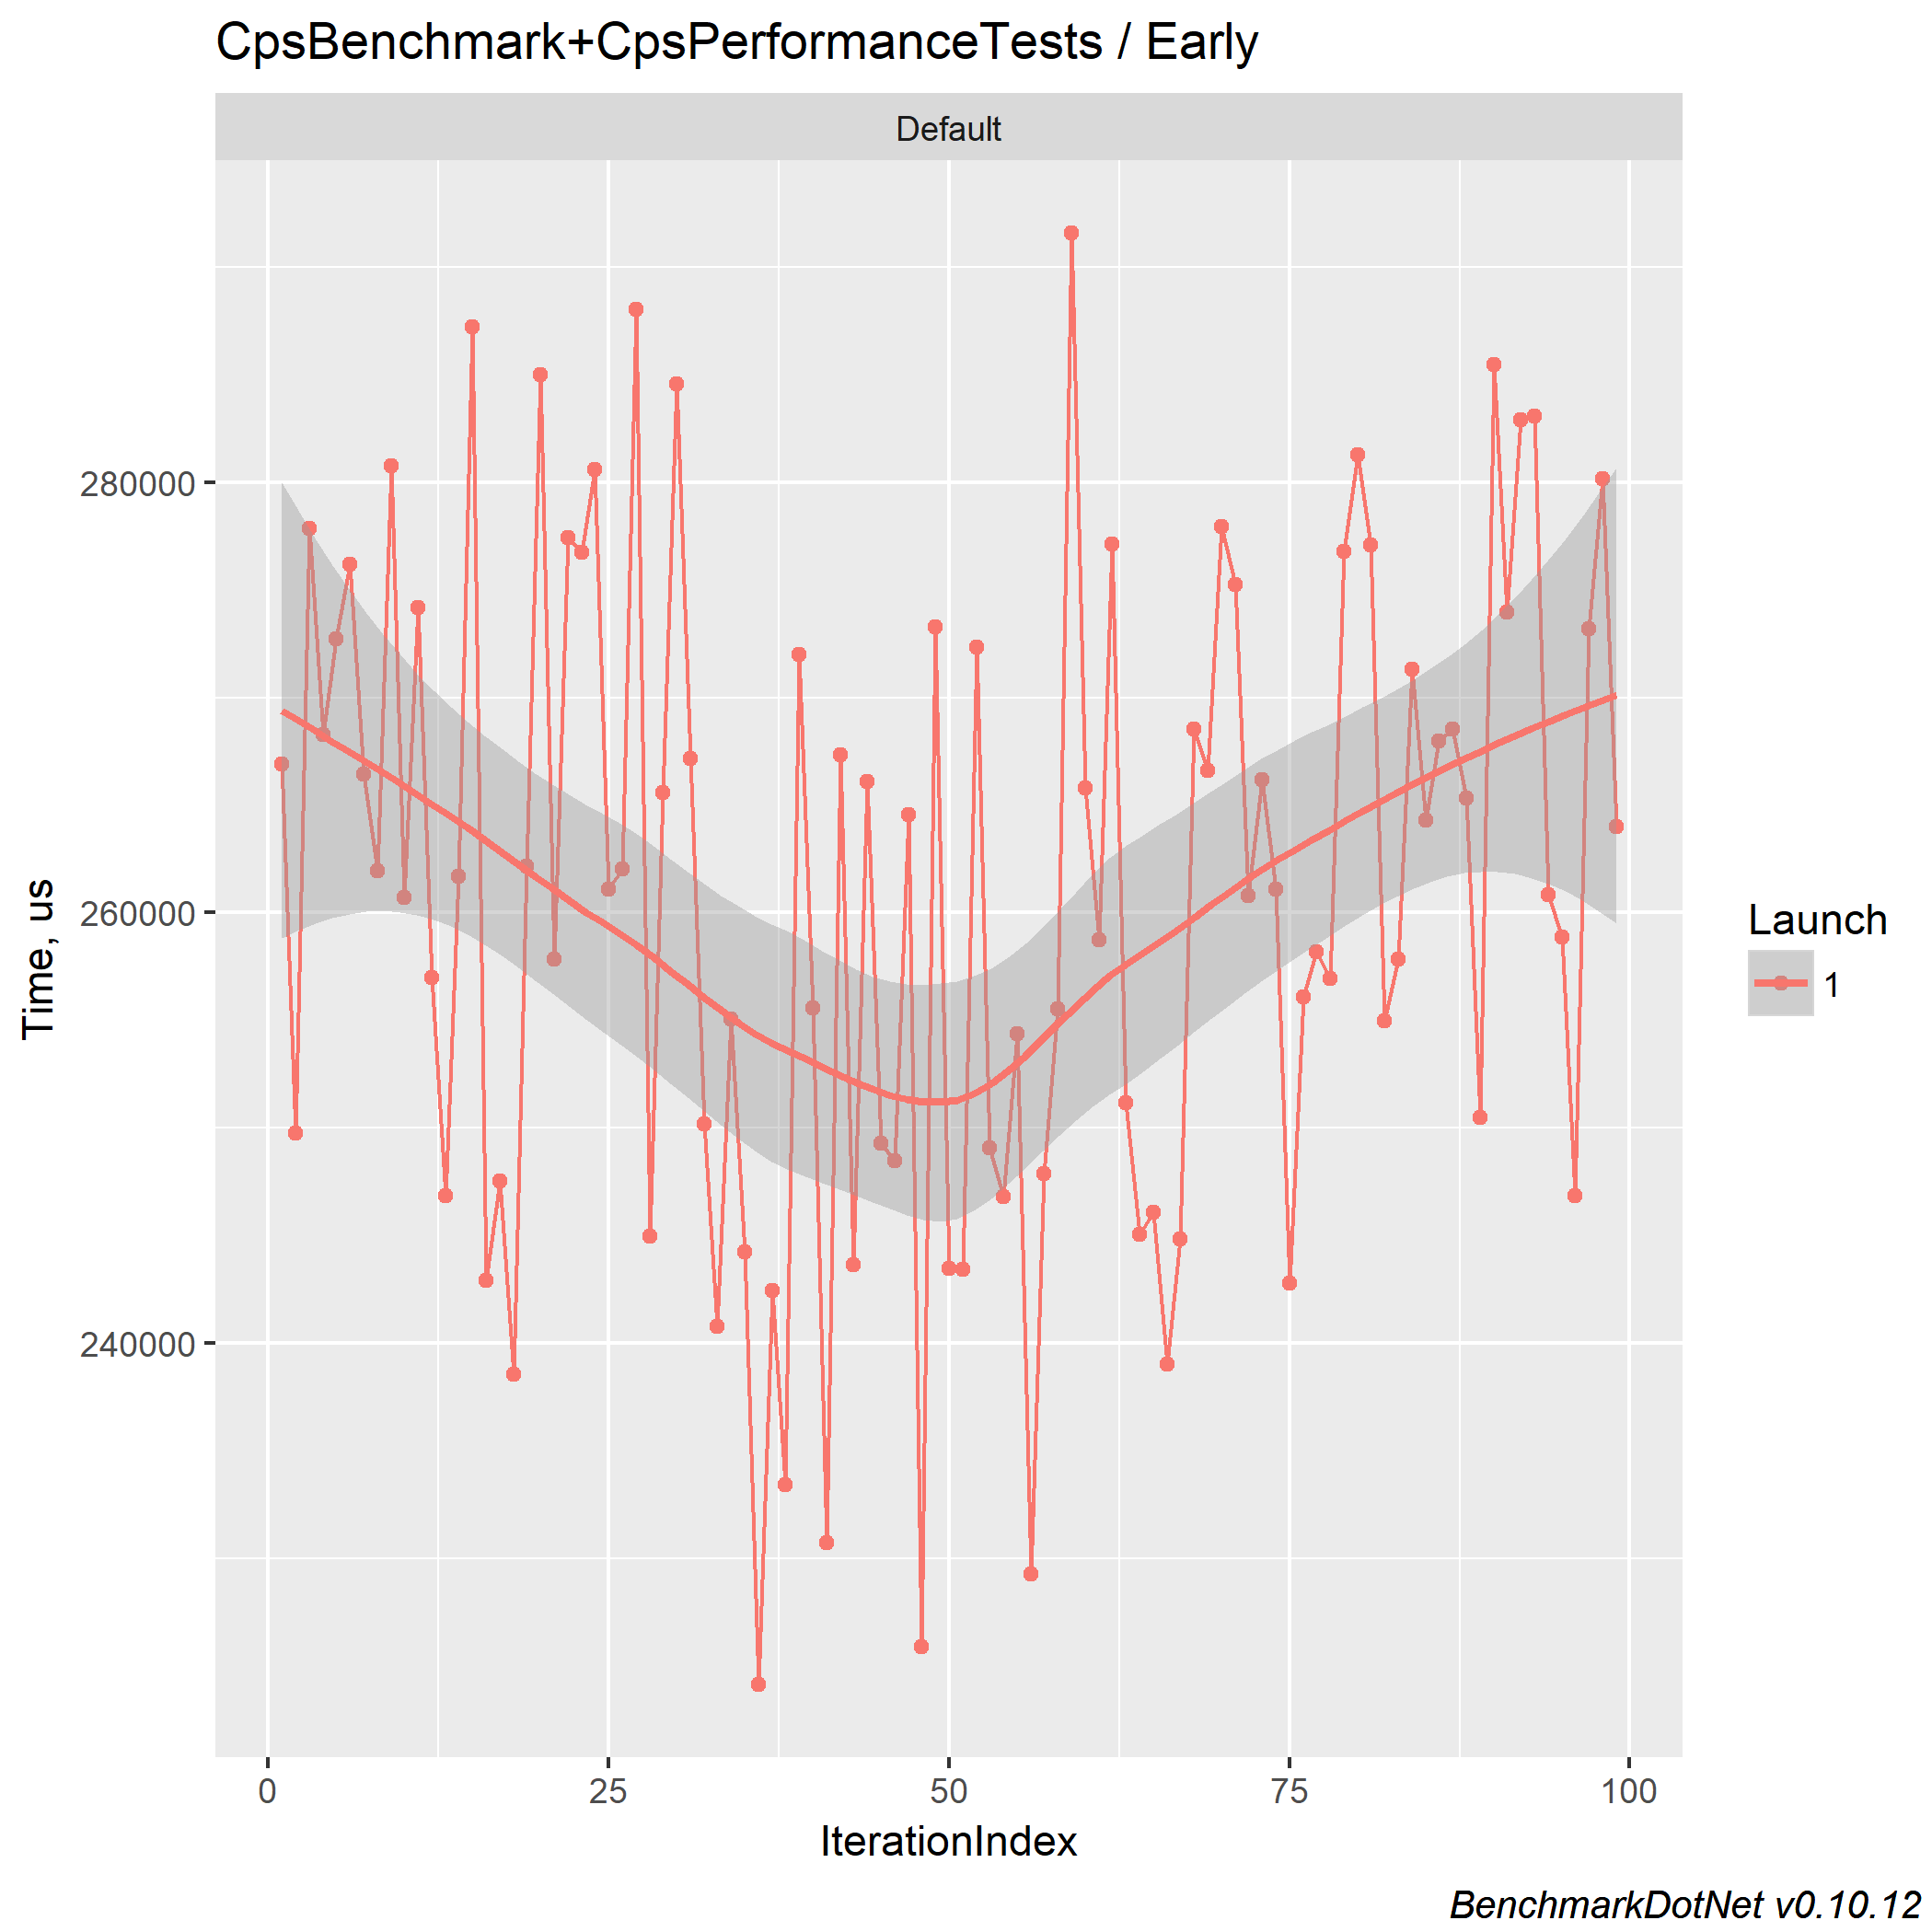 CpsBenchmark+CpsPerformanceTests / Early
Default
280000
260000
240000
Time, us
0 25 50 75 100
IterationIndex
Launch
1
BenchmarkDotNet v0.10.12